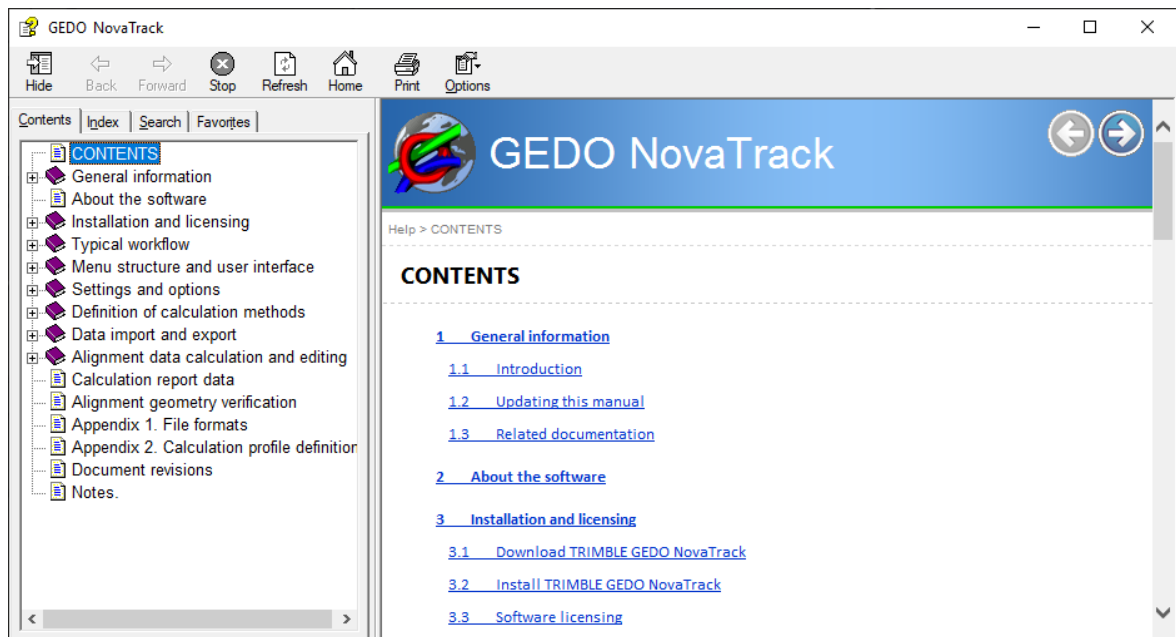 GEDO NovaTrack
Hide Back Forward Stop Refresh Home Print Options
Contents Index Search Favorites
CONTENTS
General information
About the software
Installation and licensing
Typical workflow
Menu structure and user interface
Settings and options
Definition of calculation methods
Data import and export
Alignment data calculation and editing
Calculation report data
Alignment geometry verification
Appendix 1. File formats
Appendix 2. Calculation profile definition
Document revisions
Notes.
GEDO NovaTrack
Help > CONTENTS
CONTENTS
1 General information
1.1 Introduction
1.2 Updating this manual
1.3 Related documentation
2 About the software
3 Installation and licensing
3.1 Download TRIMBLE GEDO NovaTrack
3.2 Install TRIMBLE GEDO NovaTrack
3.3 Software licensing